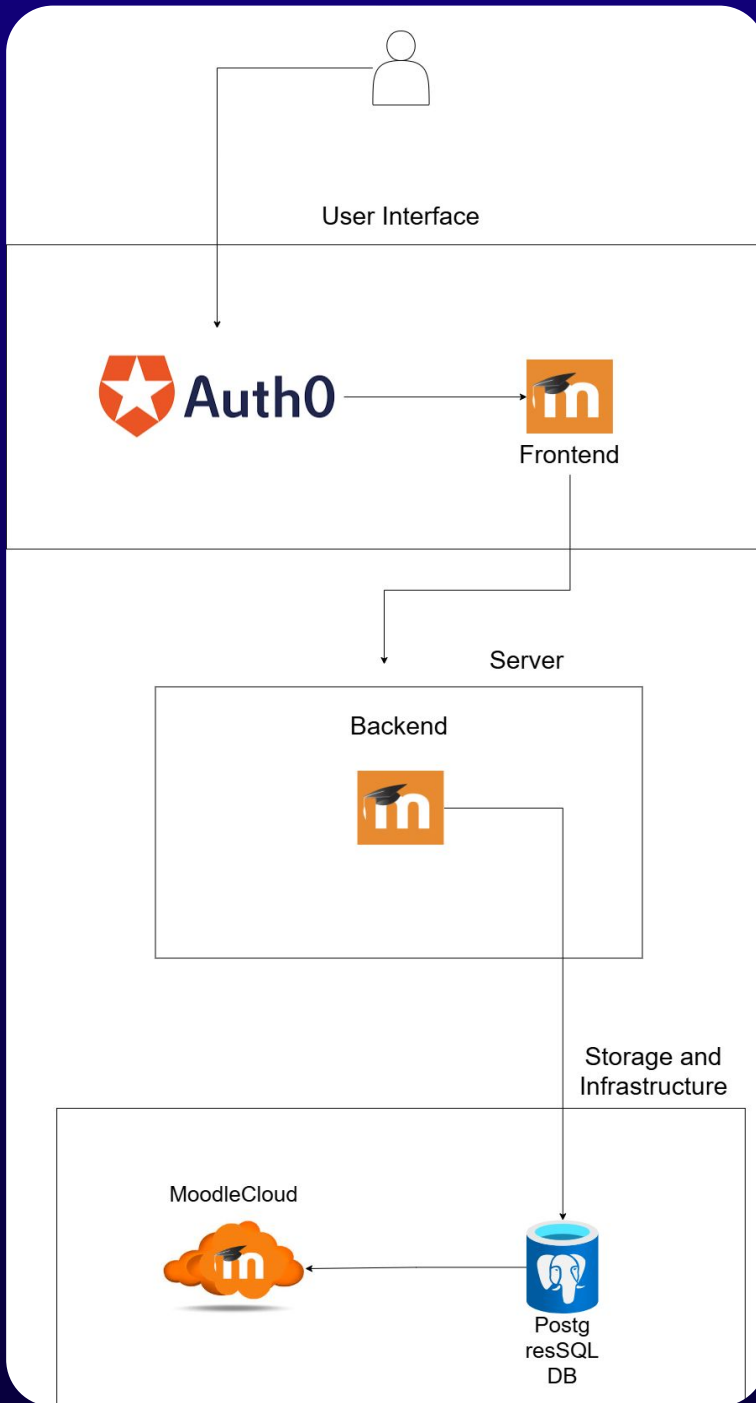 User Interface
Auth0
m
Frontend
Server
Backend
m
Storage and
Infrastructure
MoodleCloud
m
Postg
resSQL
DB